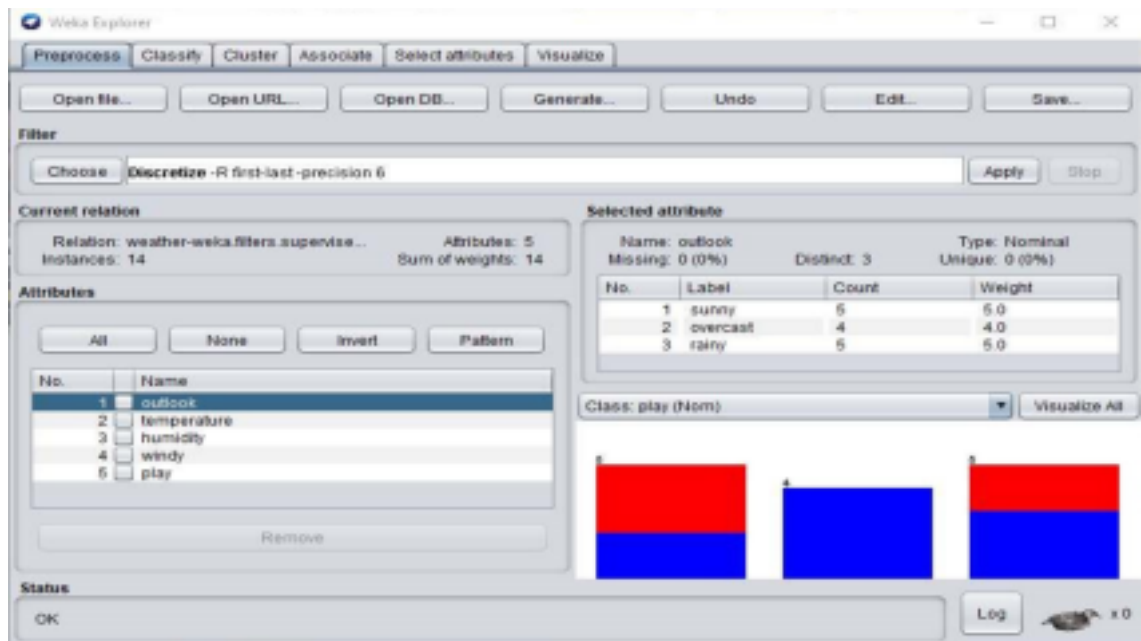 Weka Explorer
Preprocess Classify Cluster Associate Select attributes Visualize
Open file... Open URL... Open DB... Generate... Undo Edit... Save...
Filter
Choose Discretize -R first-last -precision 6 Apply Stop
Current relation
Relation: weather-weka.filters.supervise... Attributes: 5
Instances: 14 Sum of weights: 14
Selected attribute
Name: outlook Type: Nominal
Missing: 0 (0%) Distinct: 3 Unique: 0 (0%)
No. Label Count Weight
1 sunny 5 5.0
2 overcast 4 4.0
3 rainy 5 5.0
Attributes
All None Invert Pattern
No. Name
1 outlook
2 temperature
3 humidity
4 windy
5 play
Remove
Class: play (Nom) Visualize All
5 4 5
Status
OK
Log x 0